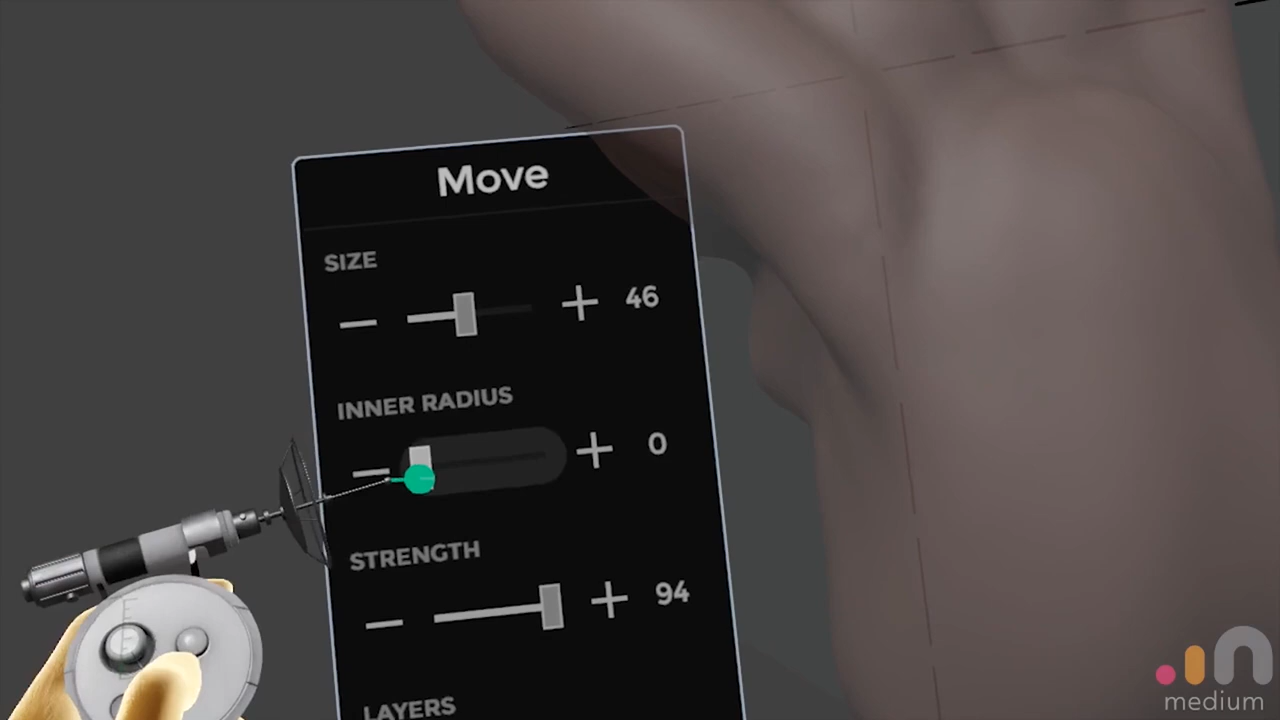 Move
SIZE
46
INNER RADIUS
0
STRENGTH
94
LAYERS
medium